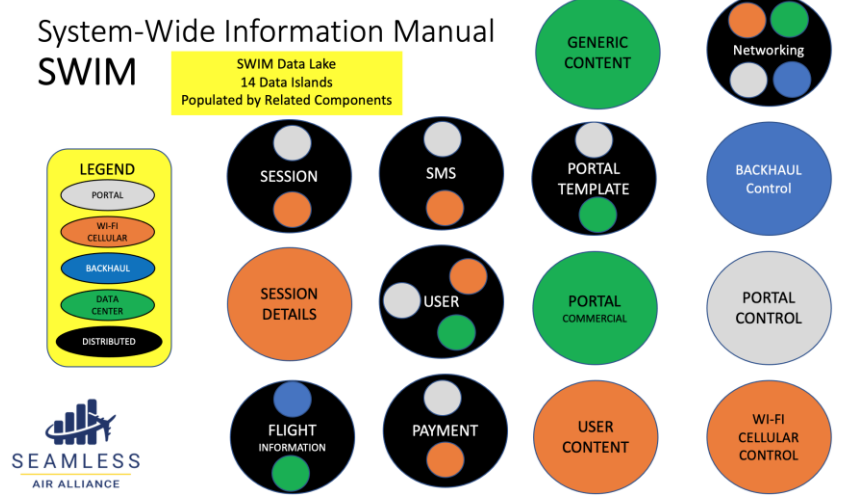 System-Wide Information Manual
SWIM
SWIM Data Lake
14 Data Islands
Populated by Related Components
GENERIC
CONTENT
Networking
LEGEND
PORTAL
WI-FI
CELLULAR
BACKHAUL
DATA
CENTER
DISTRIBUTED
SESSION
SMS
PORTAL
TEMPLATE
BACKHAUL
Control
SESSION
DETAILS
USER
PORTAL
COMMERCIAL
PORTAL
CONTROL
FLIGHT
INFORMATION
PAYMENT
USER
CONTENT
WI-FI
CELLULAR
CONTROL
SEAMLESS
AIR ALLIANCE